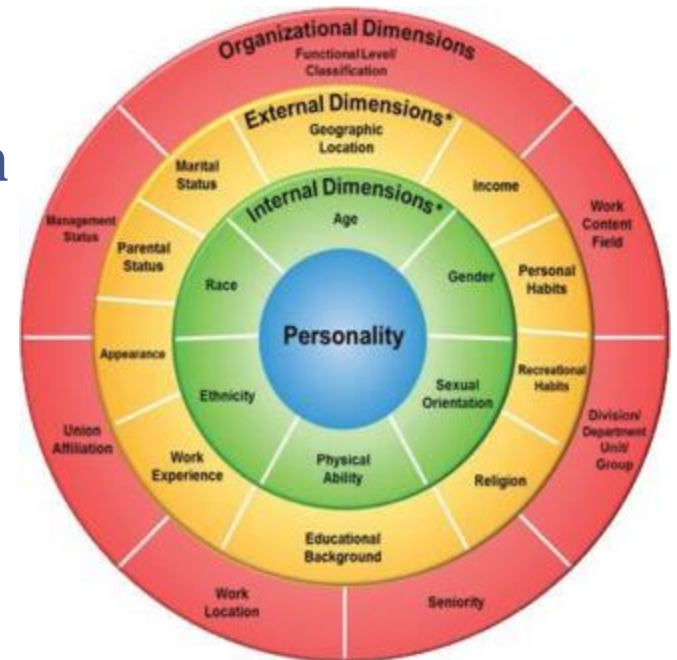 Organizational Dimensions
Functional Level/
Classification
External Dimensions*
Geographic
Location
Marital
Status
Income
Internal Dimensions*
Age
Management
Status
Work
Content
Field
Parental
Status
Personal
Habits
Race
Gender
Personality
Appearance
Recreational
Habits
Ethnicity
Sexual
Orientation
Union
Affiliation
Division/
Department
Unit/
Group
Work
Experience
Physical
Ability
Religion
Educational
Background
Work
Location
Seniority